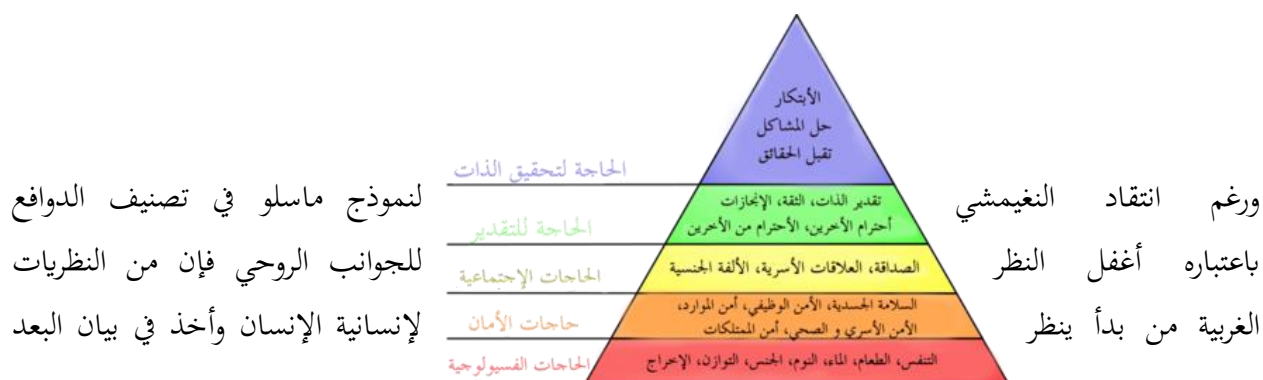 الأبتكار
حل المشاكل
تقبل الحقائق
الحاجة لتحقيق الذات
تقدير الذات، الثقة، الإنجازات
أحترام الأخرين، الأحترام من الأخرين
الحاجة للتقدير
الصداقة، العلاقات الأسرية، الألفة الجنسية
الحاجات الإجتماعية
السلامة الجسدية، الأمن الوظيفي، أمن الموارد،
الأمن الأسري و الصحي، أمن الممتلكات
حاجات الأمان
التنفس، الطعام، الماء، النوم، الجنس، التوازن، الإخراج
الحاجات الفسيولوجية
ورغم انتقاد النغيمشي لنموذج ماسلو في تصنيف الدوافع
باعتباره أغفل النظر للجوانب الروحي فإن من النظريات
الغربية من بدأ ينظر لإنسانية الإنسان وأخذ في بيان البعد